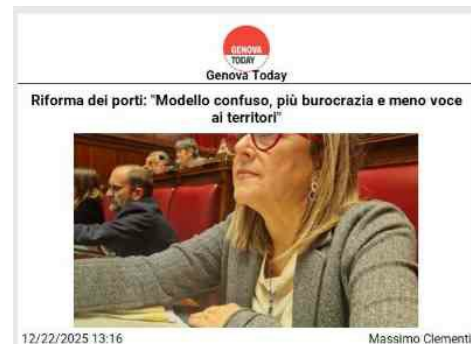 GENOVA
TODAY
Genova Today
Riforma dei porti: "Modello confuso, più burocrazia e meno voce
ai territori"
12/22/2025 13:16
Massimo Clementi